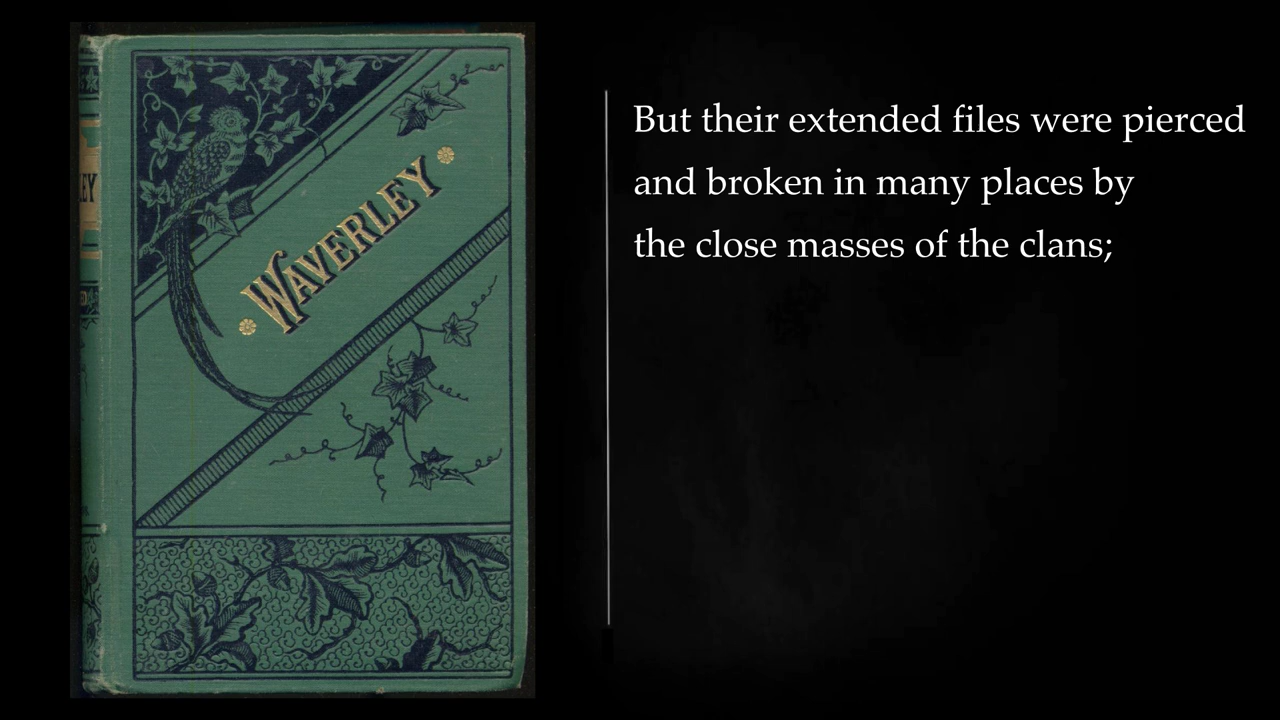 WAVERLEY
EY
But their extended files were pierced
and broken in many places by
the close masses of the clans;